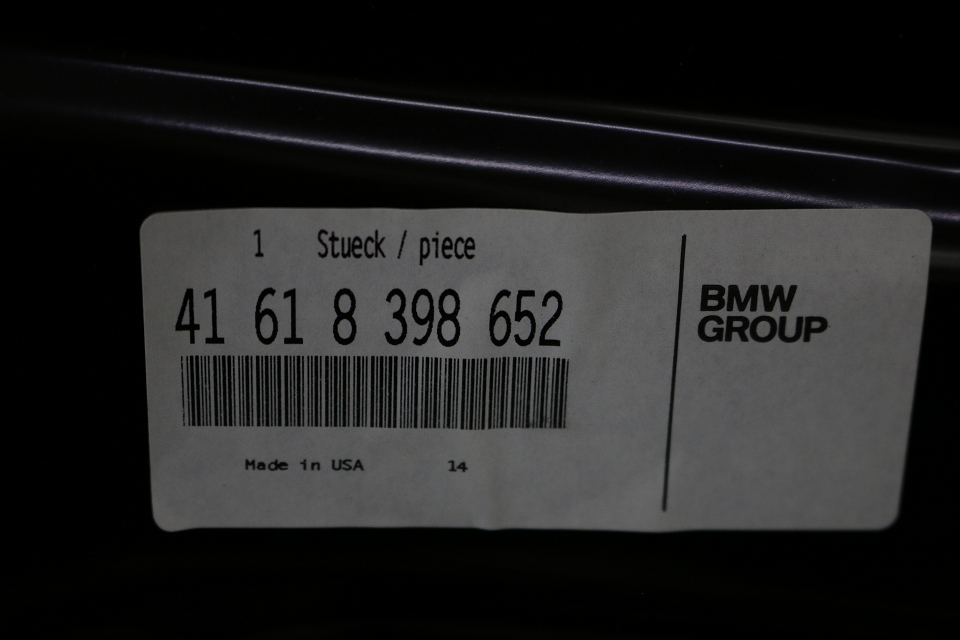 1 Stueck / piece
41 61 8 398 652
Made in USA 14
BMW
GROUP